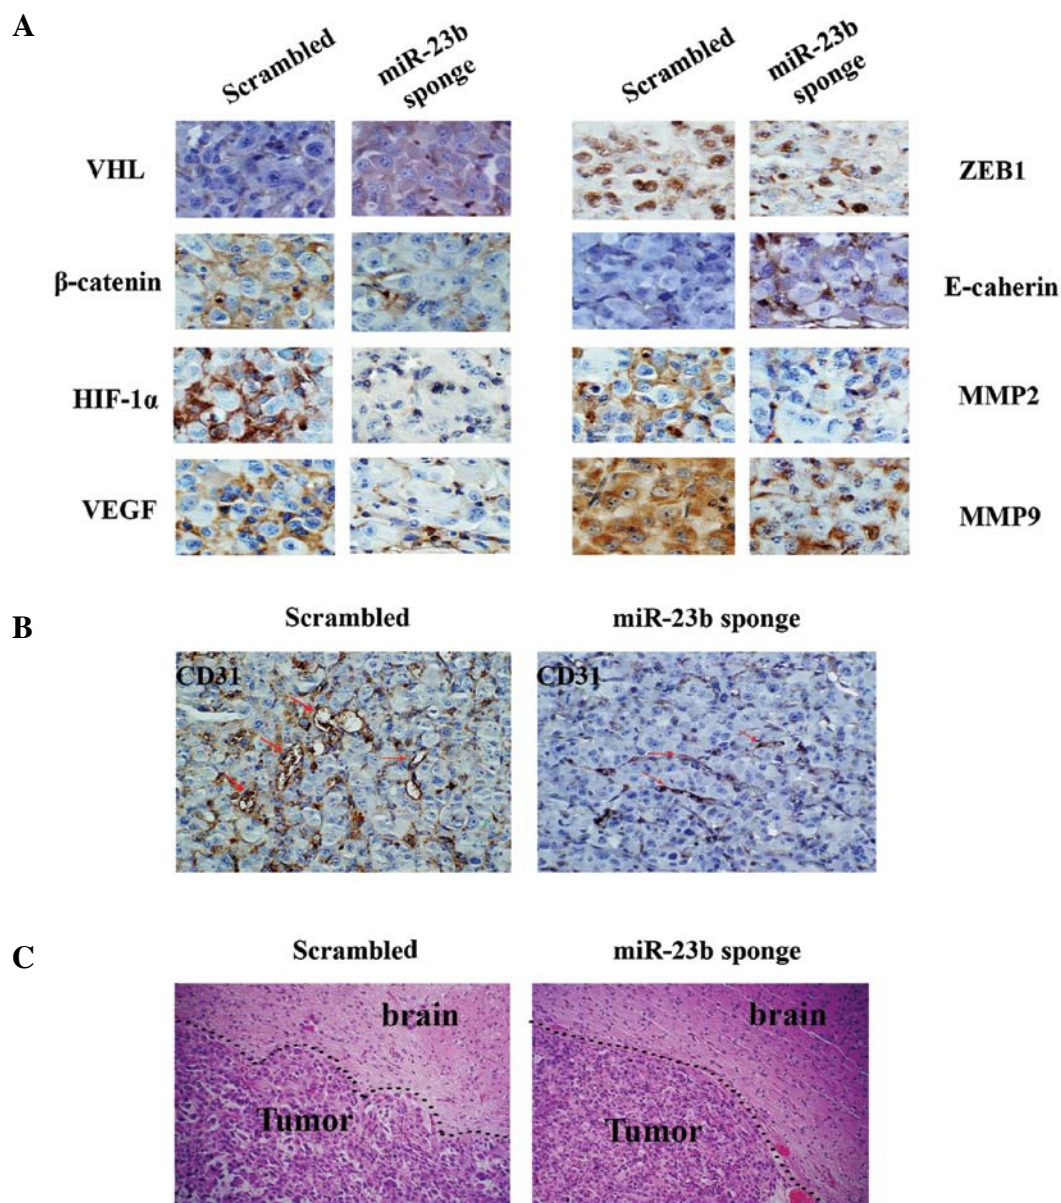 A
Scrambled
miR-23b
sponge
Scrambled
miR-23b
sponge
VHL
ZEB1
β-catenin
E-caherin
HIF-1α
MMP2
VEGF
MMP9
B
Scrambled
miR-23b sponge
CD31
CD31
C
Scrambled
miR-23b sponge
brain
Tumor
brain
Tumor